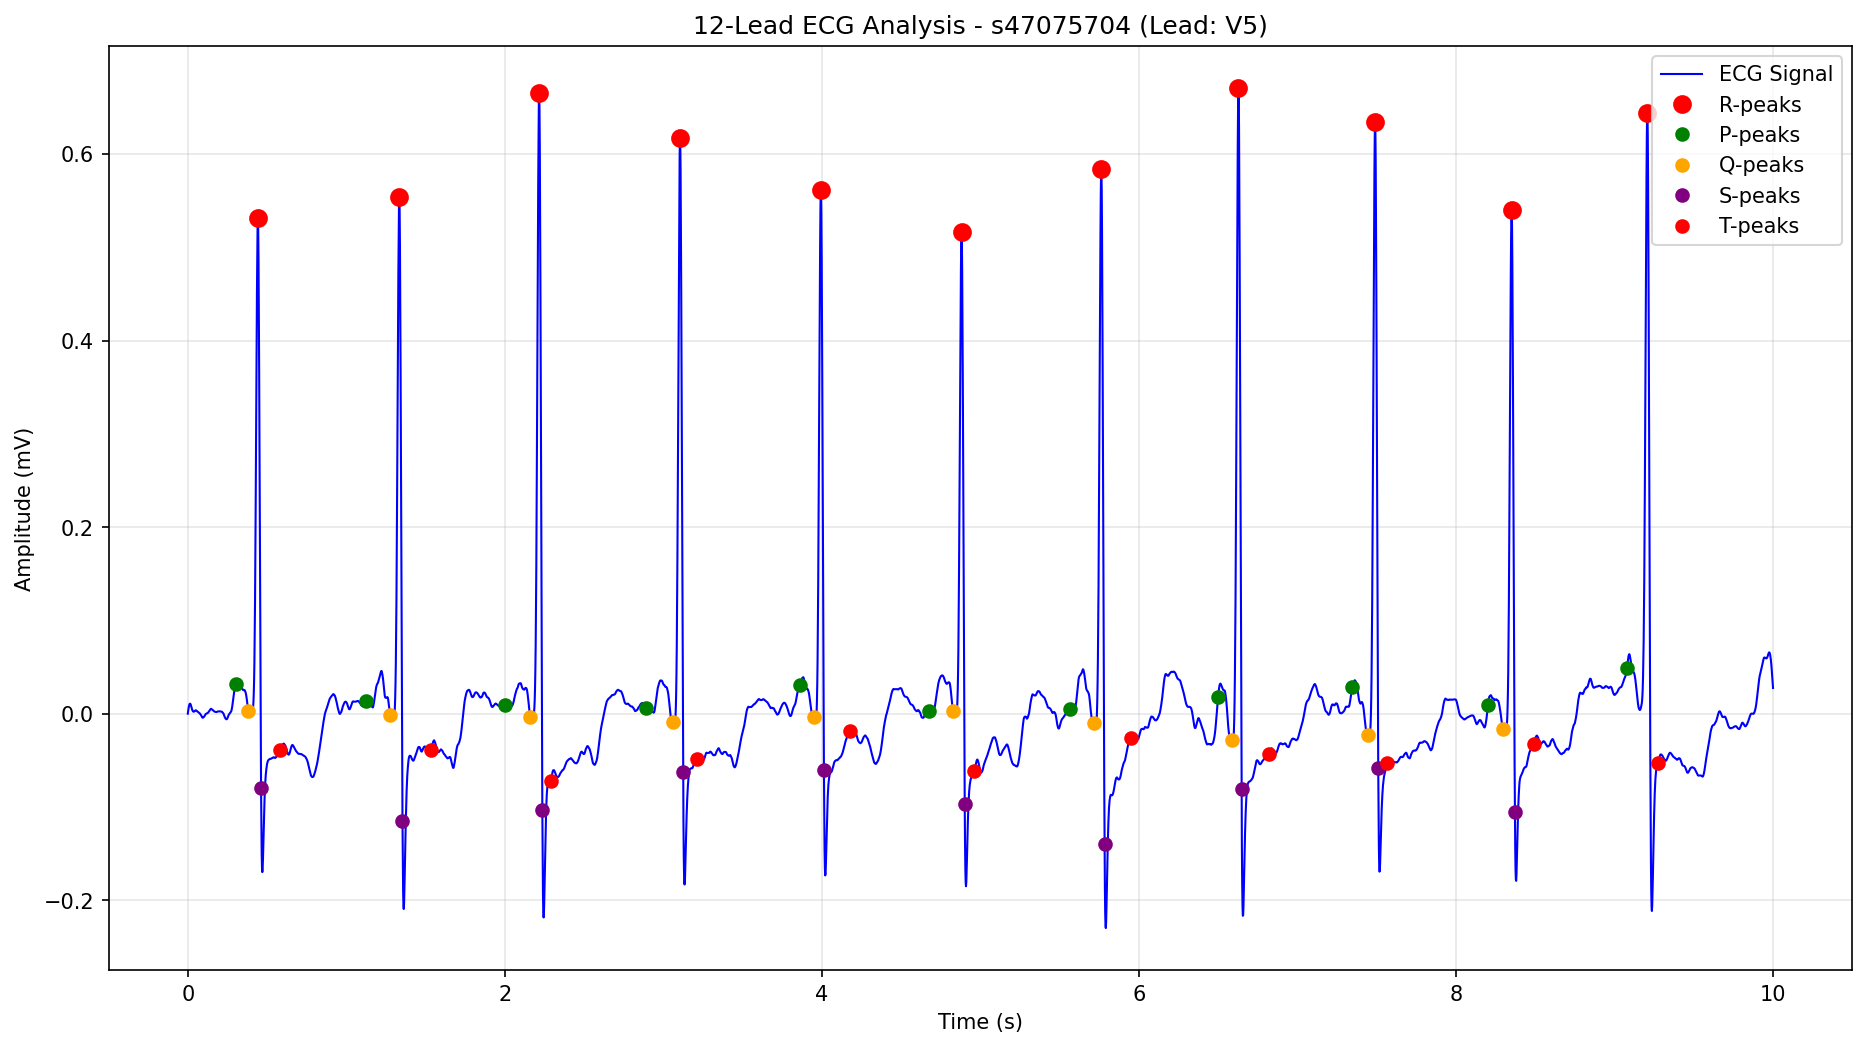 12-Lead ECG Analysis - s47075704 (Lead: V5)
ECG Signal
R-peaks
P-peaks
Q-peaks
S-peaks
T-peaks
Amplitude (mV)
0.6
0.4
0.2
0.0
−0.2
0
2
4
6
8
10
Time (s)